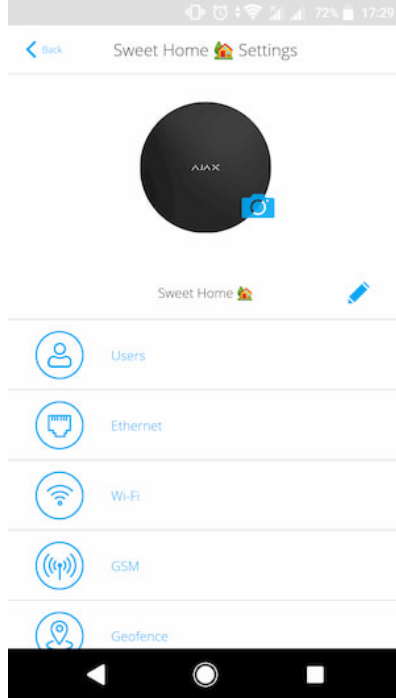 72% 17:29
Back Sweet Home 🏡 Settings
AJAX
Sweet Home 🏡
Users
Ethernet
Wi-Fi
GSM
Geofence